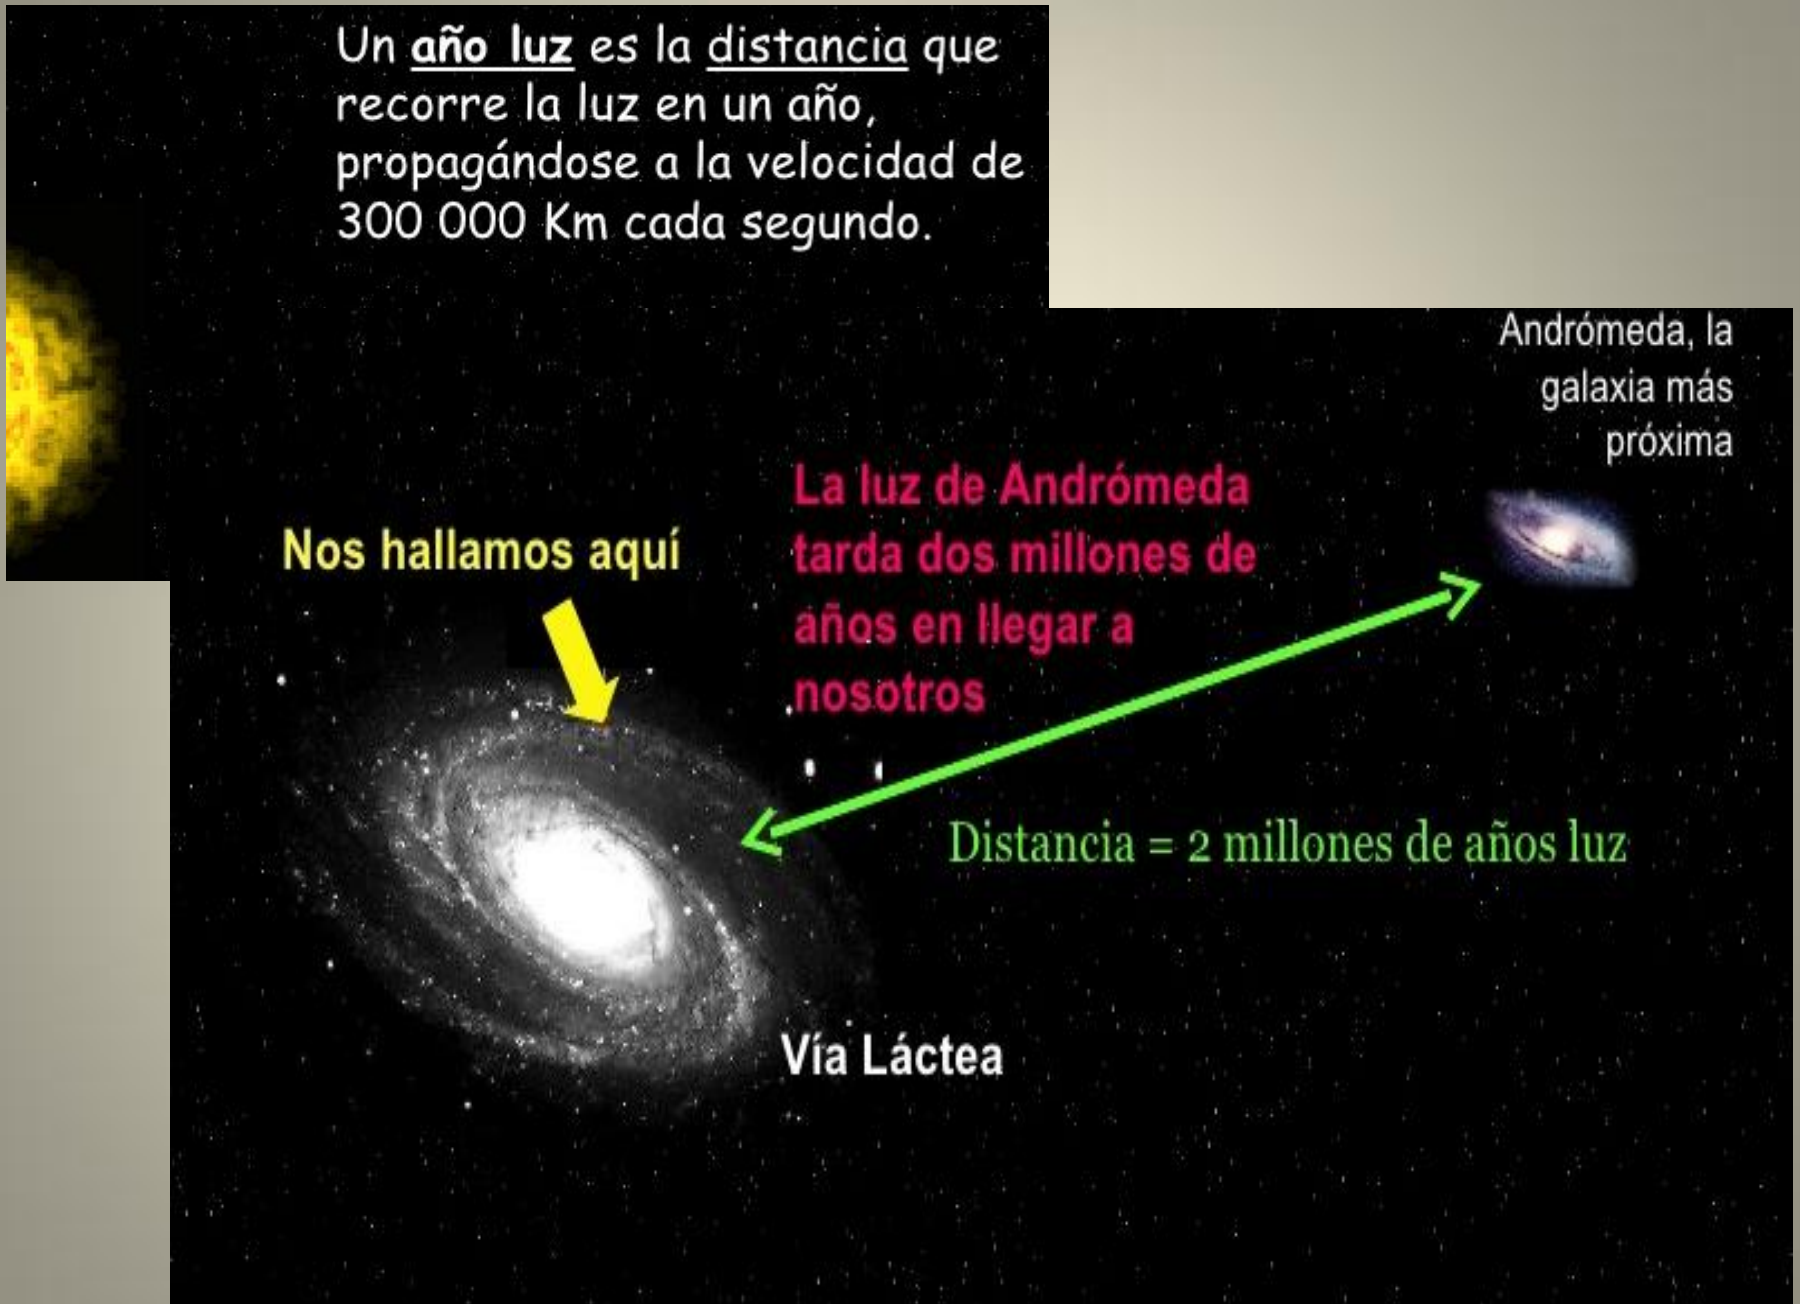 Un año luz es la distancia que
recorre la luz en un año,
propagándose a la velocidad de
300 000 Km cada segundo.
Andrómeda, la
galaxia más
próxima
La luz de Andrómeda
tarda dos millones de
años en llegar a
nosotros
Nos hallamos aquí
Distancia = 2 millones de años luz
Vía Láctea